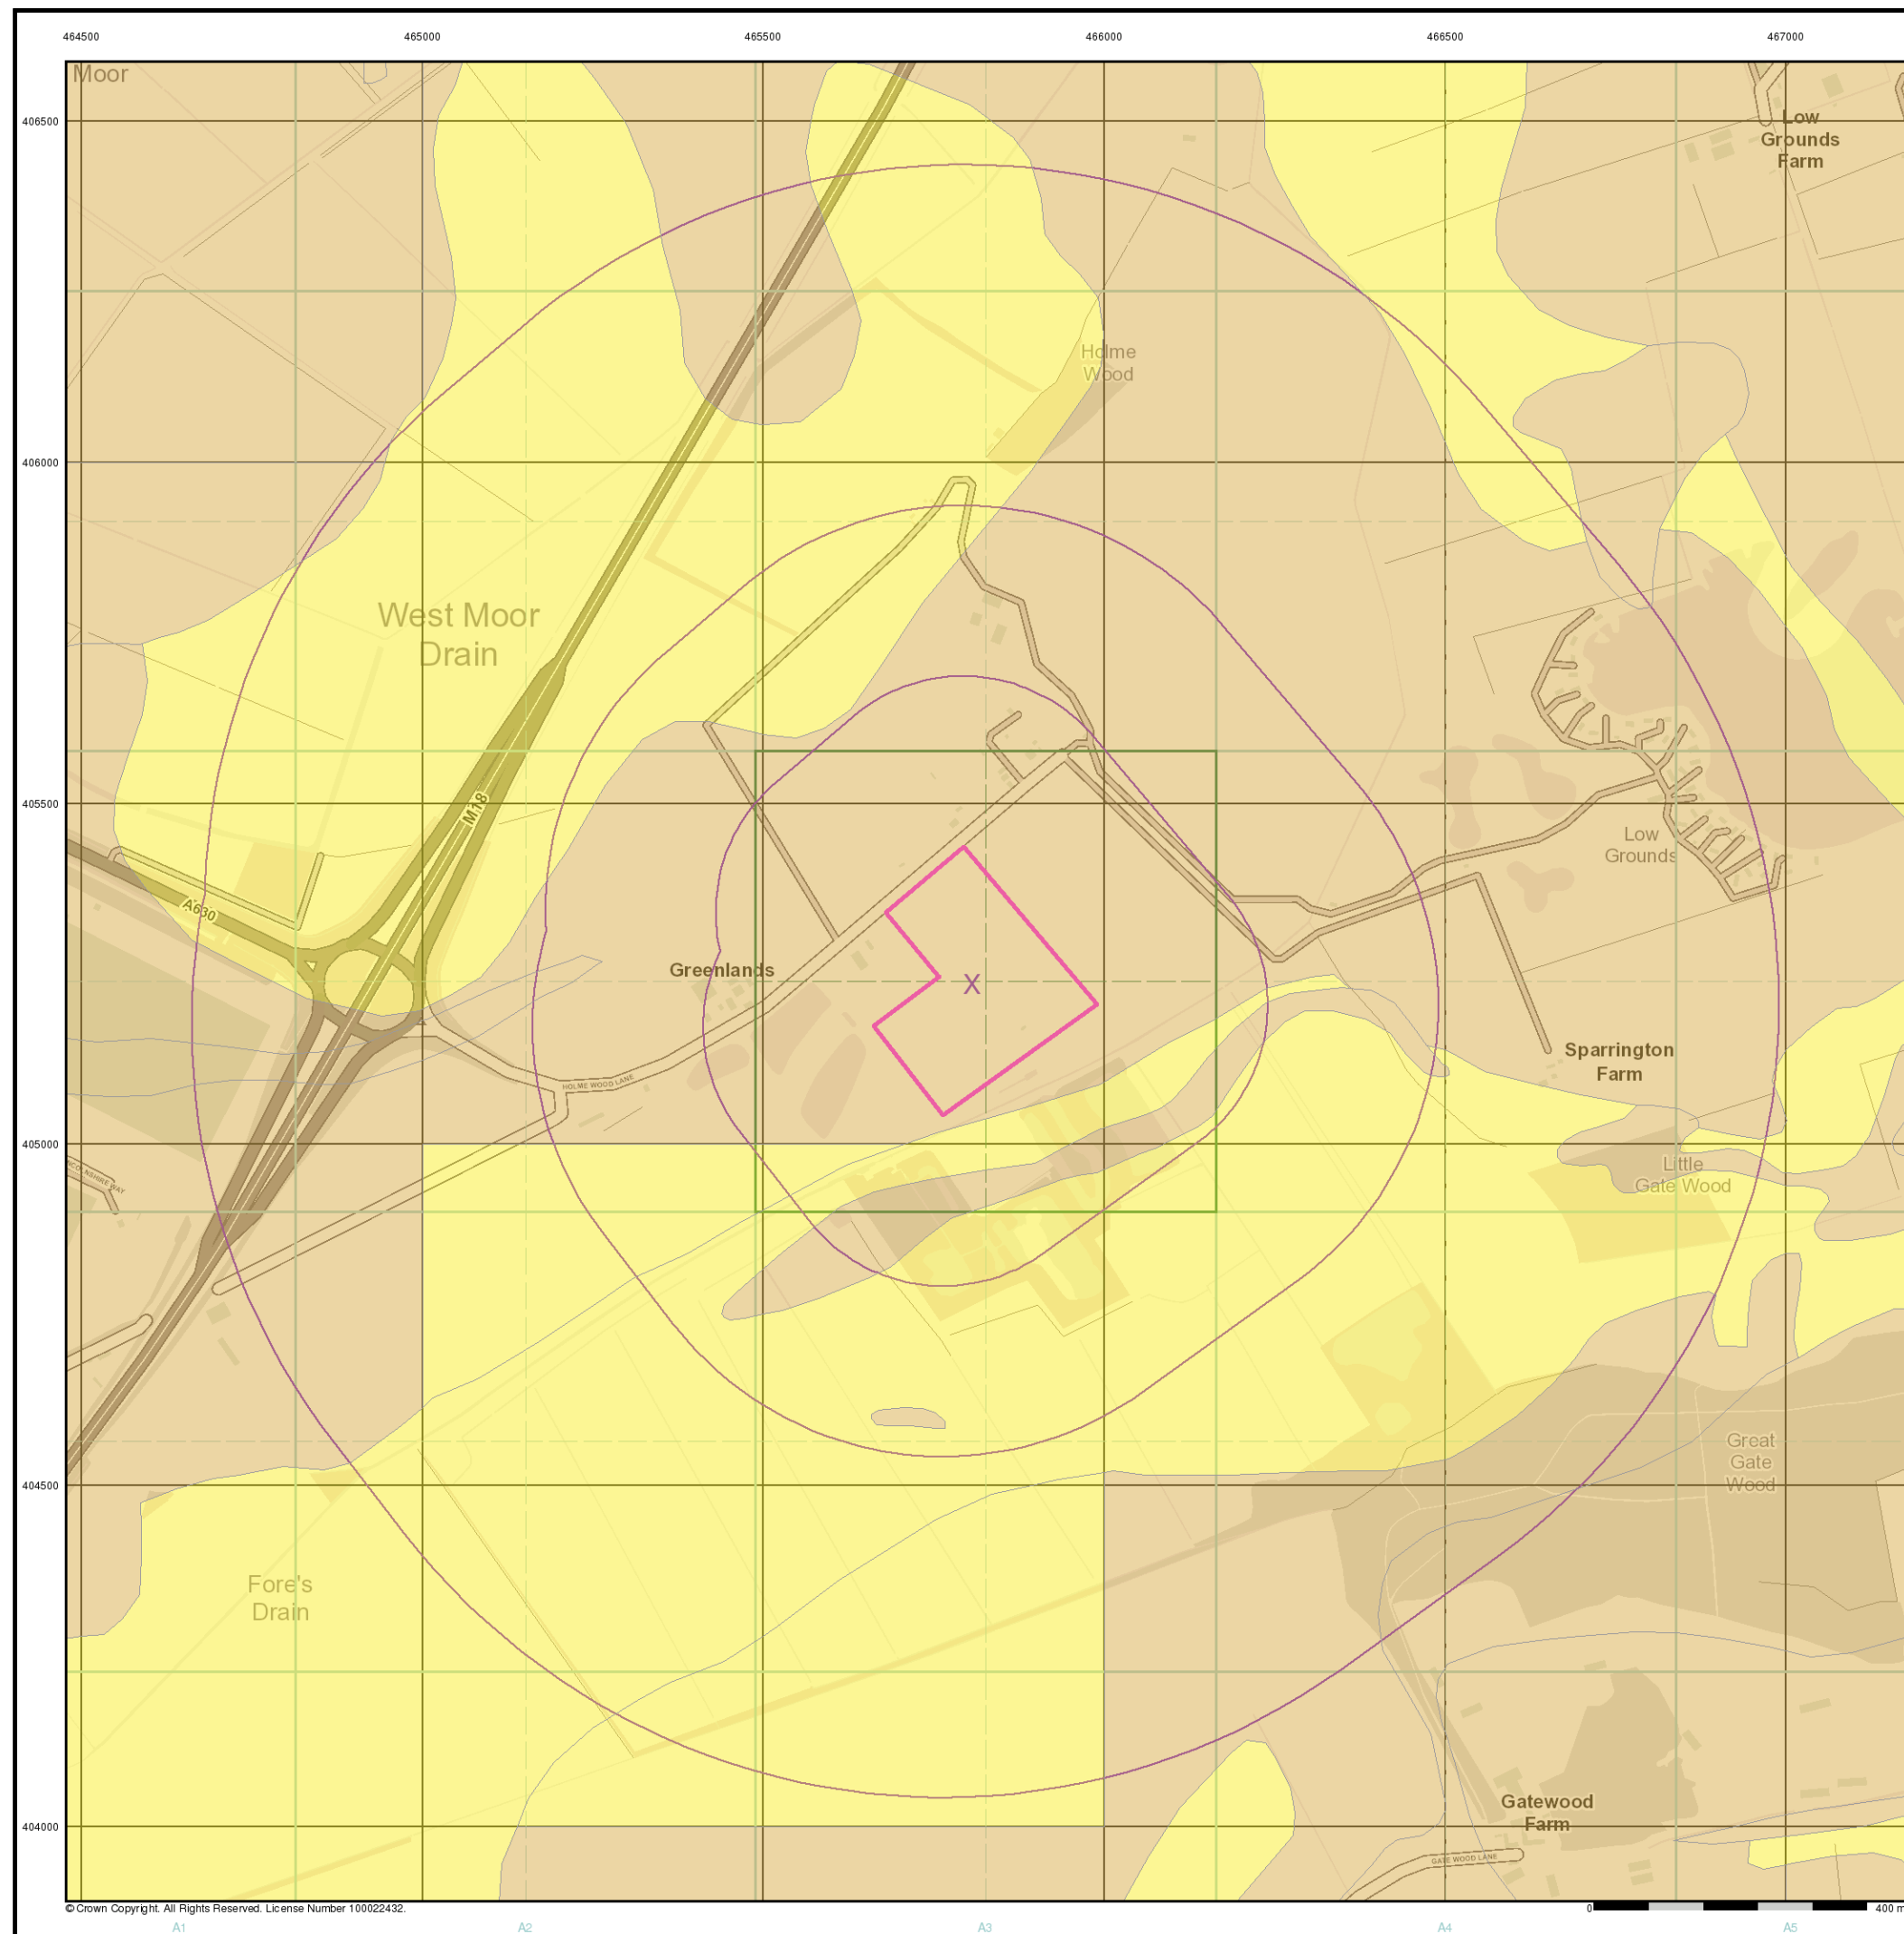 464500 465000 465500 466000 466500 467000
Moor
406500
Low
Grounds
Farm
Holme
Wood
406000
West Moor
Drain
405500
M18
Low
Grounds
A630
Greenlands
X
Sparrington
Farm
HOLME WOOD LANE
405000
NCOLNSHIRE WAY
Little
Gate Wood
Great
Gate
Wood
404500
Fore's
Drain
Gatewood
Farm
404000
GATE WOOD LANE
© Crown Copyright. All Rights Reserved. License Number 100022432.
0 400 m
A1 A2 A3 A4 A5